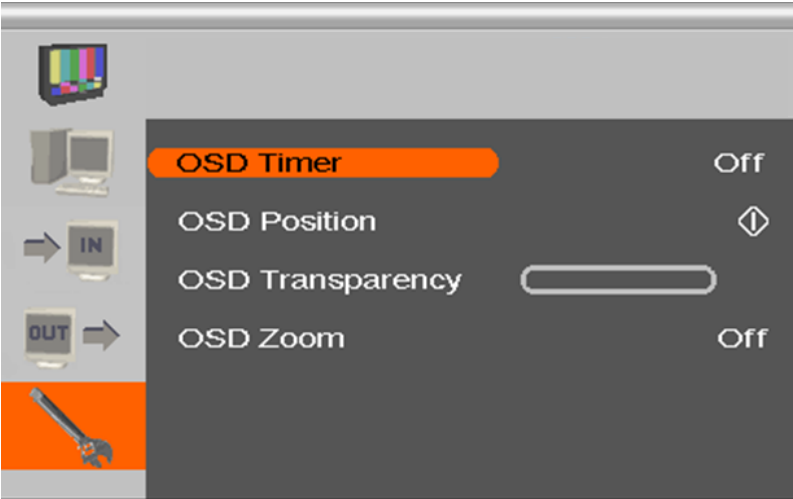 OSD Timer Off
OSD Position
IN
OSD Transparency
OUT
OSD Zoom Off